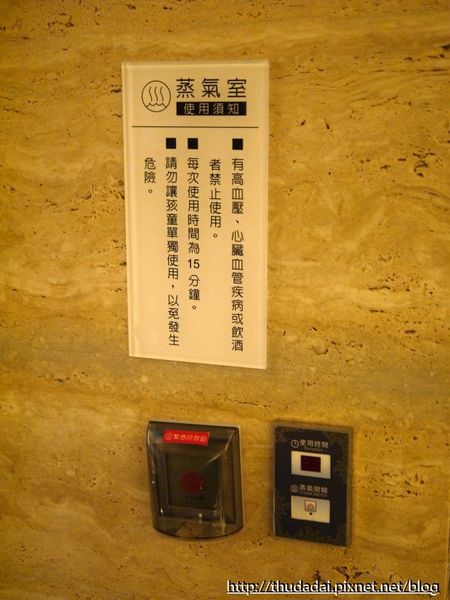 蒸氣室
使用須知
■ 有高血壓、心臟血管疾病或飲酒
者禁止使用。
■ 每次使用時間為15分鐘。
■ 請勿讓孩童單獨使用，以免發生
危險。
緊急呼救鈕
使用時間
蒸氣開關
http://thudadai.pixnet.net/blog